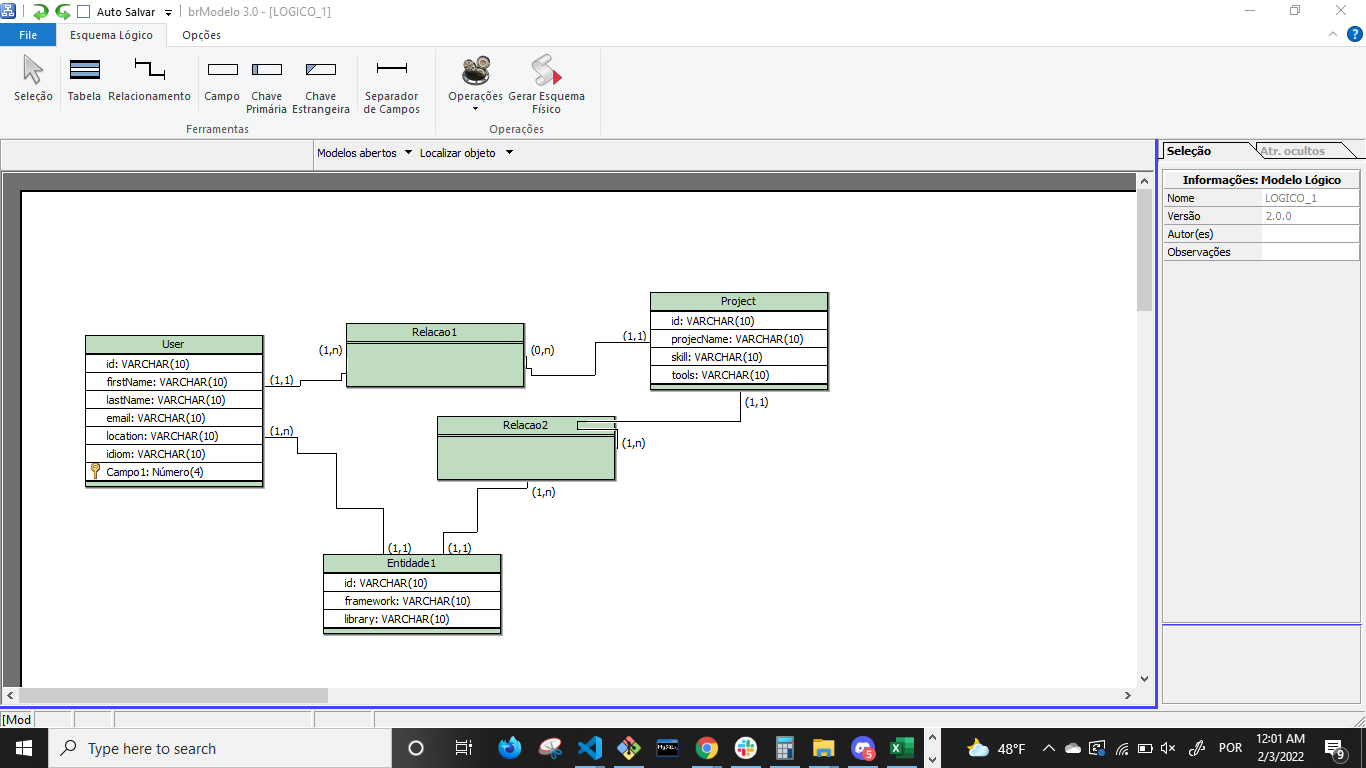 Auto Salvar
brModelo 3.0 - [LOGICO_1]
File
Esquema Lógico
Opções
Seleção
Tabela
Relacionamento
Campo
Chave
Primária
Chave
Estrangeira
Separador
de Campos
Operações
Gerar Esquema
Físico
Ferramentas
Operações
Modelos abertos
Localizar objeto
Seleção
Atr. ocultos
Informações: Modelo Lógico
Nome LOGICO_1
Versão 2.0.0
Autor(es)
Observações
User
id: VARCHAR(10)
firstName: VARCHAR(10)
lastName: VARCHAR(10)
email: VARCHAR(10)
location: VARCHAR(10)
idiom: VARCHAR(10)
Campo1: Número(4)
(1,1)
(1,n)
(1,n)
Relacao1
(0,n)
(1,1)
Project
id: VARCHAR(10)
projecName: VARCHAR(10)
skill: VARCHAR(10)
tools: VARCHAR(10)
(1,1)
Relacao2
(1,n)
(1,n)
(1,1)
(1,1)
Entidade1
id: VARCHAR(10)
framework: VARCHAR(10)
library: VARCHAR(10)
[Mod
Type here to search
MySQL
5
48°F
POR
12:01 AM
2/3/2022
9